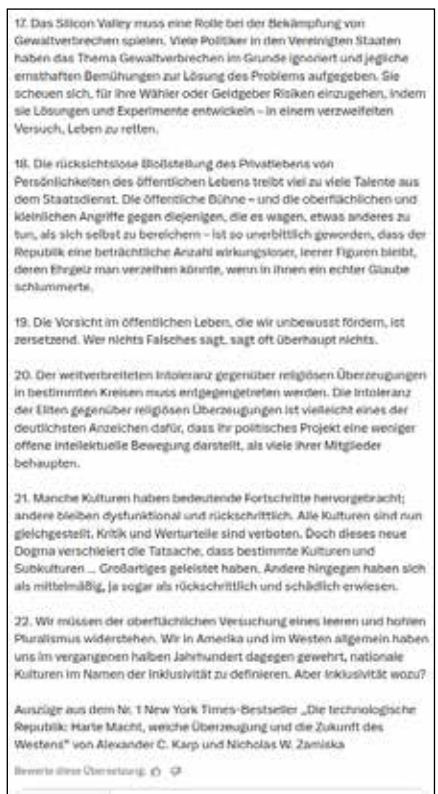 17. Das Silicon Valley muss eine Rolle bei der Bekämpfung von
Gewaltverbrechen spielen. Viele Politiker in den Vereinigten Staaten
haben das Thema Gewaltverbrechen im Grunde ignoriert und jegliche
ernsthaften Bemühungen zur Lösung des Problems aufgegeben. Sie
scheuen sich, für ihre Wähler oder Geldgeber Risiken einzugehen, indem
sie Lösungen und Experimente entwickeln – in einem verzweifelten
Versuch, Leben zu retten.
18. Die rücksichtslose Bloßstellung des Privatlebens von
Persönlichkeiten des öffentlichen Lebens treibt viel zu viele Talente aus
dem Staatsdienst. Die öffentliche Bühne – und die oberflächlichen und
kleinlichen Angriffe gegen diejenigen, die es wagen, etwas anderes zu
tun, als sich selbst zu bereichern – ist so unerbittlich geworden, dass der
Republik eine beträchtliche Anzahl wirkungsloser, leerer Figuren bleibt,
deren Ehrgeiz man verzeihen könnte, wenn in ihnen ein echter Glaube
schlummerte.
19. Die Vorsicht im öffentlichen Leben, die wir unbewusst fördern, ist
zersetzend. Wer nichts Falsches sagt, sagt oft überhaupt nichts.
20. Der weitverbreiteten Intoleranz gegenüber religiösen Überzeugungen
in bestimmten Kreisen muss entgegengetreten werden. Die Intoleranz
der Eliten gegenüber religiösen Überzeugungen ist vielleicht eines der
deutlichsten Anzeichen dafür, dass ihr politisches Projekt eine weniger
offene intellektuelle Bewegung darstellt, als viele ihrer Mitglieder
behaupten.
21. Manche Kulturen haben bedeutende Fortschritte hervorgebracht;
andere bleiben dysfunktional und rückschrittlich. Alle Kulturen sind nun
gleichgestellt. Kritik und Werturteile sind verboten. Doch dieses neue
Dogma verschleiert die Tatsache, dass bestimmte Kulturen und
Subkulturen ... Großartiges geleistet haben. Andere hingegen haben sich
als mittelmäßig, ja sogar als rückschrittlich und schädlich erwiesen.
22. Wir müssen der oberflächlichen Versuchung eines leeren und hohlen
Pluralismus widerstehen. Wir in Amerika und im Westen allgemein haben
uns im vergangenen halben Jahrhundert dagegen gewehrt, nationale
Kulturen im Namen der Inklusivität zu definieren. Aber Inklusivität wozu?
Auszüge aus dem Nr. 1 New York Times-Bestseller „Die technologische
Republik: Harte Macht, weiche Überzeugung und die Zukunft des
Westens" von Alexander C. Karp und Nicholas W. Zamiska
Bewerte diese Übersetzung: